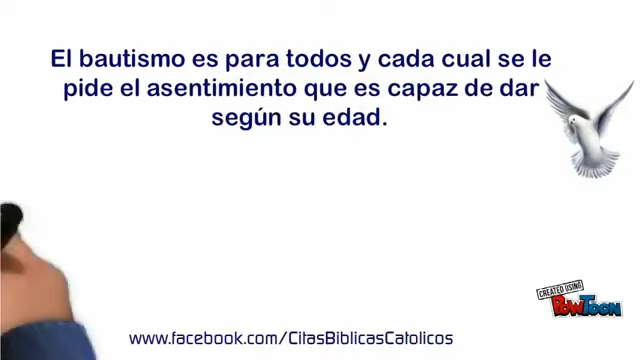 El bautismo es para todos y cada cual se le
pide el asentimiento que es capaz de dar
según su edad.
CREATED USING
POWTOON
www.facebook.com/CitasBiblicasCatolicos